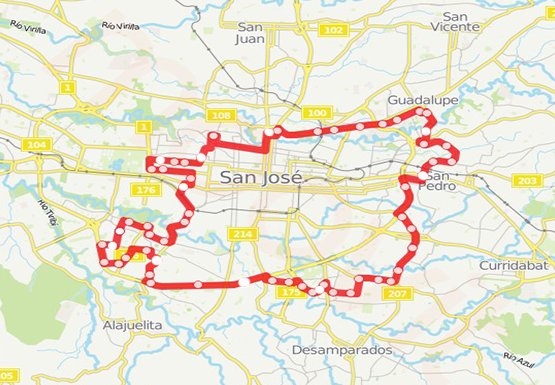 San
Juan
San
Vicente
Río Virilla
Río Virilla
102
1
Guadalupe
108
100
1
104
San José
San
Pedro
203
176
Río Tiribí
214
Curridabat
175
207
Alajuelita
Desamparados
Río Azul